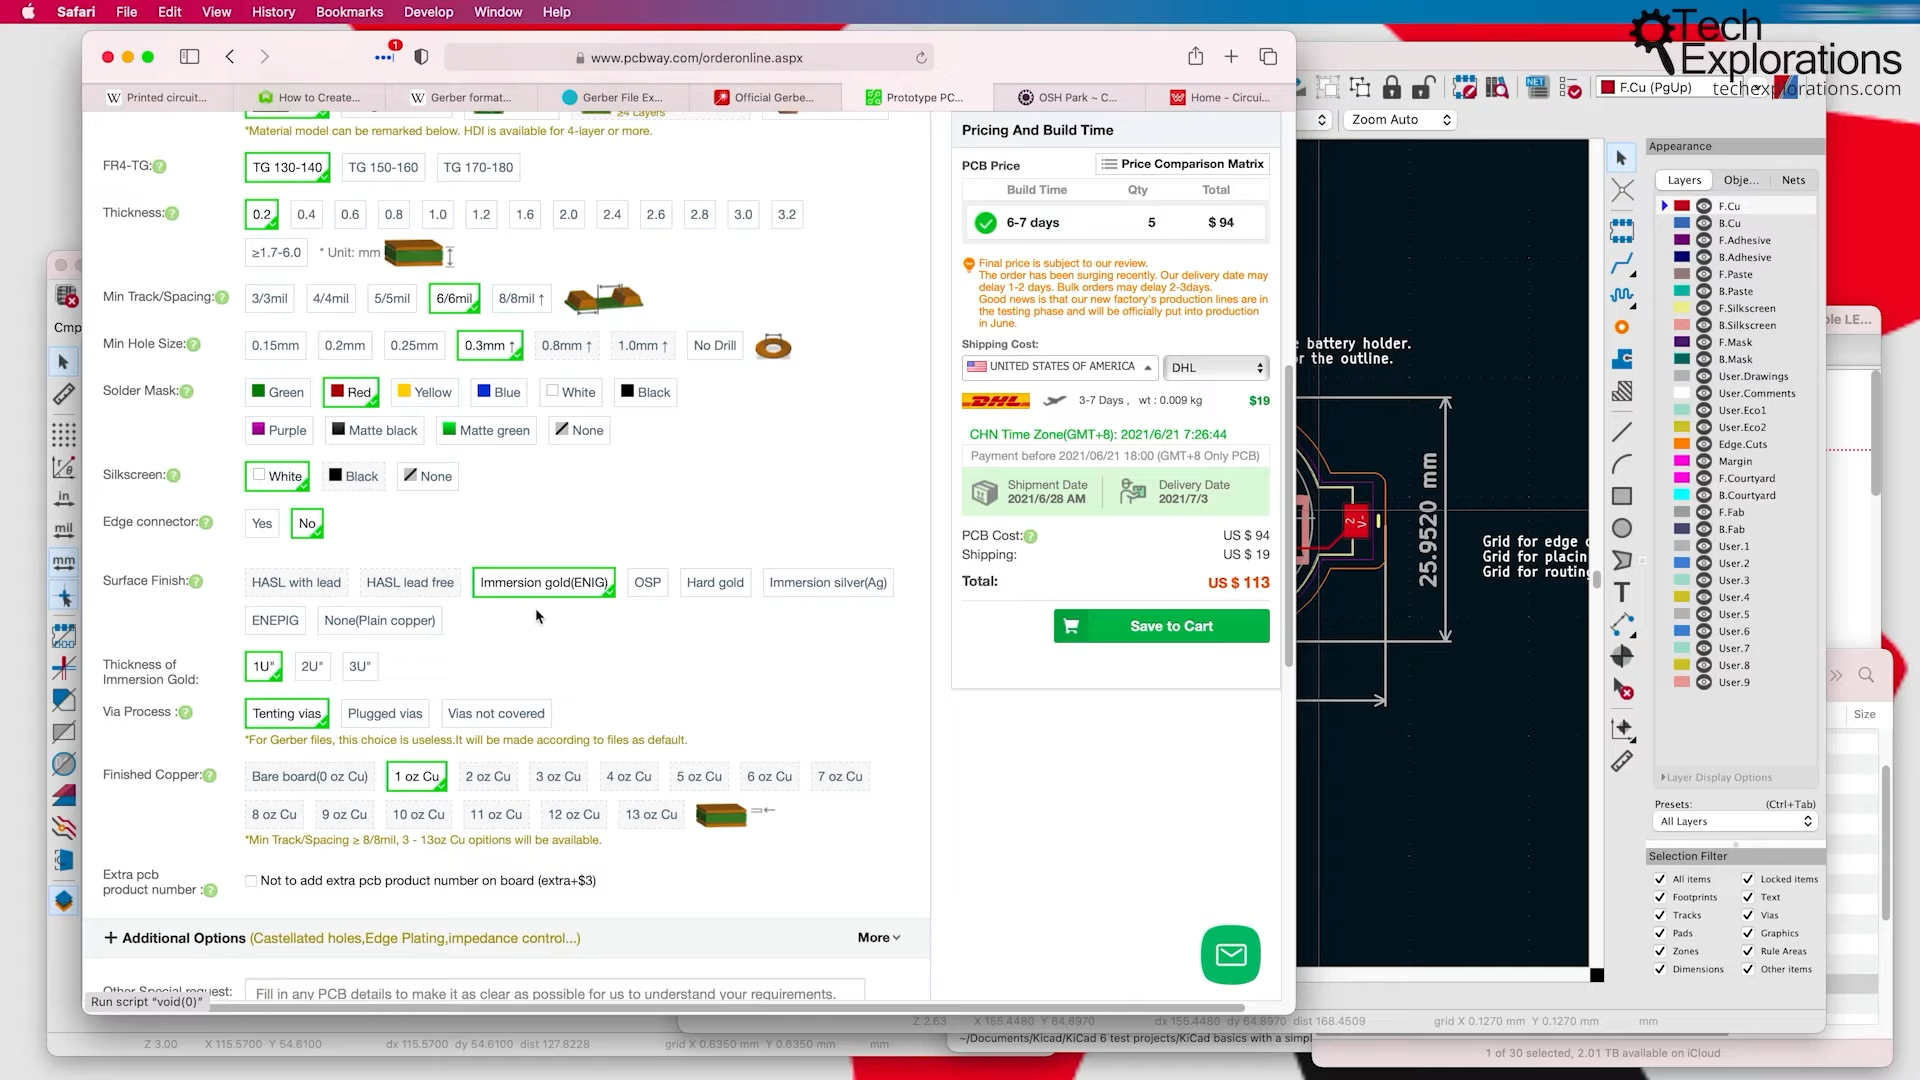 Safari File Edit View History Bookmarks Develop Window Help
Tech
Explorations
techexplorations.com
1
www.pcbway.com/orderonline.aspx
Printed circuit... How to Create... Gerber format... Gerber File Ex... Official Gerbe... Prototype PC... OSH Park ~ C... Home - Circui...
F.Cu (PgUp)
Zoom Auto
≥4 Layers
*Material model can be remarked below. HDI is available for 4-layer or more.
FR4-TG: TG 130-140 TG 150-160 TG 170-180
Thickness: 0.2 0.4 0.6 0.8 1.0 1.2 1.6 2.0 2.4 2.6 2.8 3.0 3.2
≥1.7-6.0 * Unit: mm
Min Track/Spacing: 3/3mil 4/4mil 5/5mil 6/6mil 8/8mil ↑
Min Hole Size: 0.15mm 0.2mm 0.25mm 0.3mm ↑ 0.8mm ↑ 1.0mm ↑ No Drill
Solder Mask: Green Red Yellow Blue White Black
Purple Matte black Matte green None
Silkscreen: White Black None
Edge connector: Yes No
Surface Finish: HASL with lead HASL lead free Immersion gold(ENIG) OSP Hard gold Immersion silver(Ag)
ENEPIG None(Plain copper)
Thickness of
Immersion Gold: 1U" 2U" 3U"
Via Process : Tenting vias Plugged vias Vias not covered
*For Gerber files, this choice is useless.It will be made according to files as default.
Finished Copper: Bare board(0 oz Cu) 1 oz Cu 2 oz Cu 3 oz Cu 4 oz Cu 5 oz Cu 6 oz Cu 7 oz Cu
8 oz Cu 9 oz Cu 10 oz Cu 11 oz Cu 12 oz Cu 13 oz Cu
*Min Track/Spacing ≥ 8/8mil, 3 - 13oz Cu opitions will be available.
Extra pcb
product number : Not to add extra pcb product number on board (extra+$3)
+ Additional Options (Castellated holes,Edge Plating,impedance control...) More
Other Special request: Fill in any PCB details to make it as clear as possible for us to understand your requirements.
Run script "void(0)"
Pricing And Build Time
PCB Price Price Comparison Matrix
Build Time Qty Total
6-7 days 5 $ 94
Final price is subject to our review.
The order has been surging recently. Our delivery date may
delay 1-2 days. Bulk orders may delay 2-3days.
Good news is that our new factory's production lines are in
the testing phase and will be officially put into production
in June.
Shipping Cost:
UNITED STATES OF AMERICA DHL
DHL 3-7 Days , wt : 0.009 kg $19
CHN Time Zone(GMT+8): 2021/6/21 7:26:44
Payment before 2021/06/21 18:00 (GMT+8 Only PCB)
Shipment Date Delivery Date
2021/6/28 AM 2021/7/3
PCB Cost: US $ 94
Shipping: US $ 19
Total: US $ 113
Save to Cart
Cmp
in
mil
mm
battery holder.
r the outline.
25.9520 mm
2
V-
Grid for edge
Grid for placin
Grid for routing
NET
Appearance
Layers Obje... Nets
F.Cu
B.Cu
F.Adhesive
B.Adhesive
F.Paste
B.Paste
F.Silkscreen
B.Silkscreen
F.Mask
B.Mask
User.Drawings
User.Comments
User.Eco1
User.Eco2
Edge.Cuts
Margin
F.Courtyard
B.Courtyard
F.Fab
B.Fab
User.1
User.2
User.3
User.4
User.5
User.6
User.7
User.8
User.9
Layer Display Options
Presets: (Ctrl+Tab)
All Layers
Selection Filter
All items Locked items
Footprints Text
Tracks Vias
Pads Graphics
Zones Rule Areas
Dimensions Other items
ble LE...
Size
Z 2.63 X 155.4480 Y 64.8970 dx 155.4480 dy 64.8970 dist 168.4509 grid X 0.1270 mm Y 0.1270 mm mm
~/Documents/Kicad/KiCad 6 test projects/KiCad basics with a simpl
Z 3.00 X 115.5700 Y 54.6100 dx 115.5700 dy 54.6100 dist 127.8228 grid X 0.6350 mm Y 0.6350 mm mm
1 of 30 selected, 2.01 TB available on iCloud